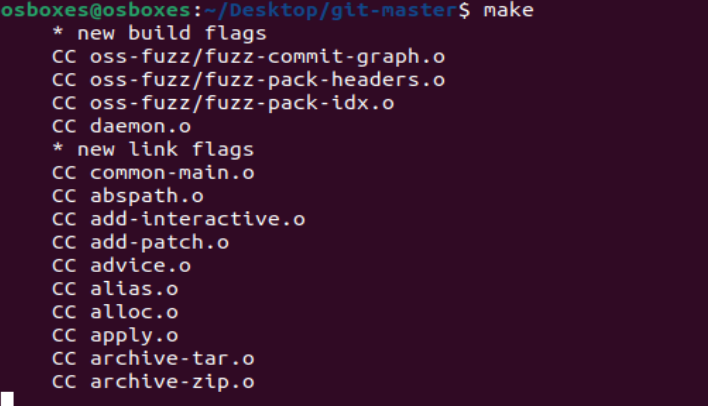 osboxes@osboxes:~/Desktop/git-master$ make
* new build flags
CC oss-fuzz/fuzz-commit-graph.o
CC oss-fuzz/fuzz-pack-headers.o
CC oss-fuzz/fuzz-pack-idx.o
CC daemon.o
* new link flags
CC common-main.o
CC abspath.o
CC add-interactive.o
CC add-patch.o
CC advice.o
CC alias.o
CC alloc.o
CC apply.o
CC archive-tar.o
CC archive-zip.o